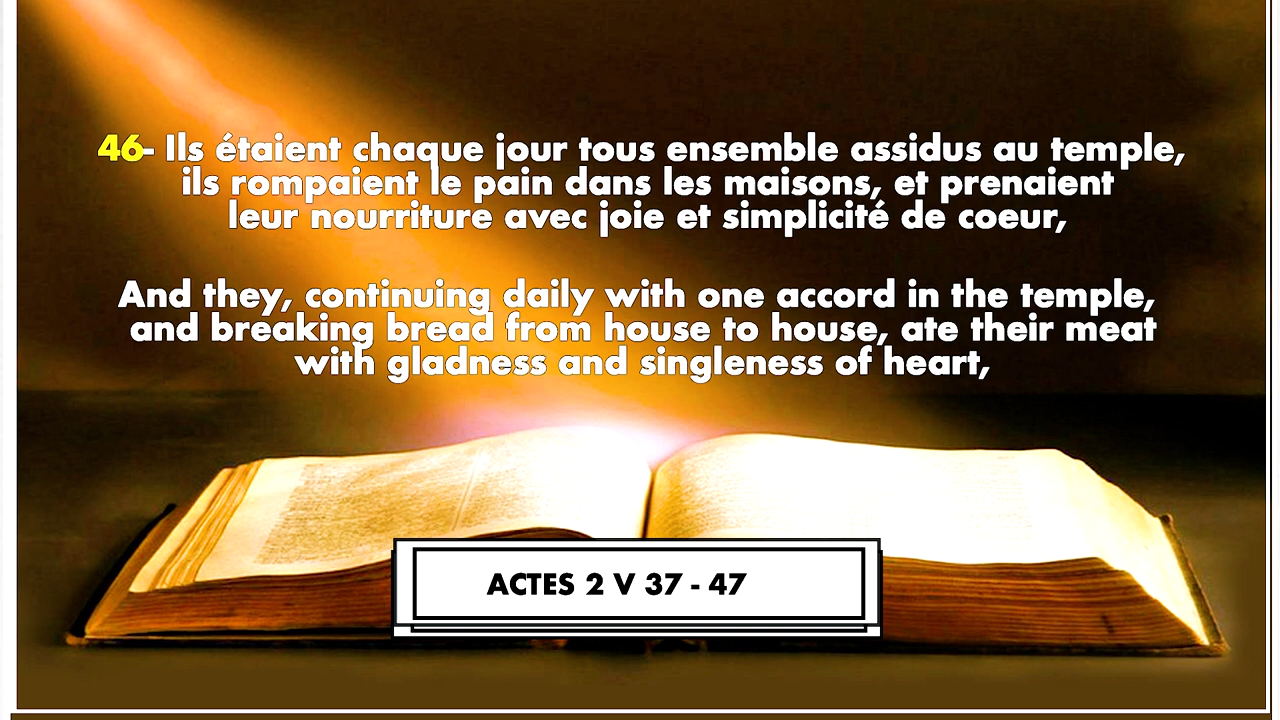 46- Ils étaient chaque jour tous ensemble assidus au temple,
ils rompaient le pain dans les maisons, et prenaient
leur nourriture avec joie et simplicité de coeur,
And they, continuing daily with one accord in the temple,
and breaking bread from house to house, ate their meat
with gladness and singleness of heart,
ACTES 2 V 37 - 47